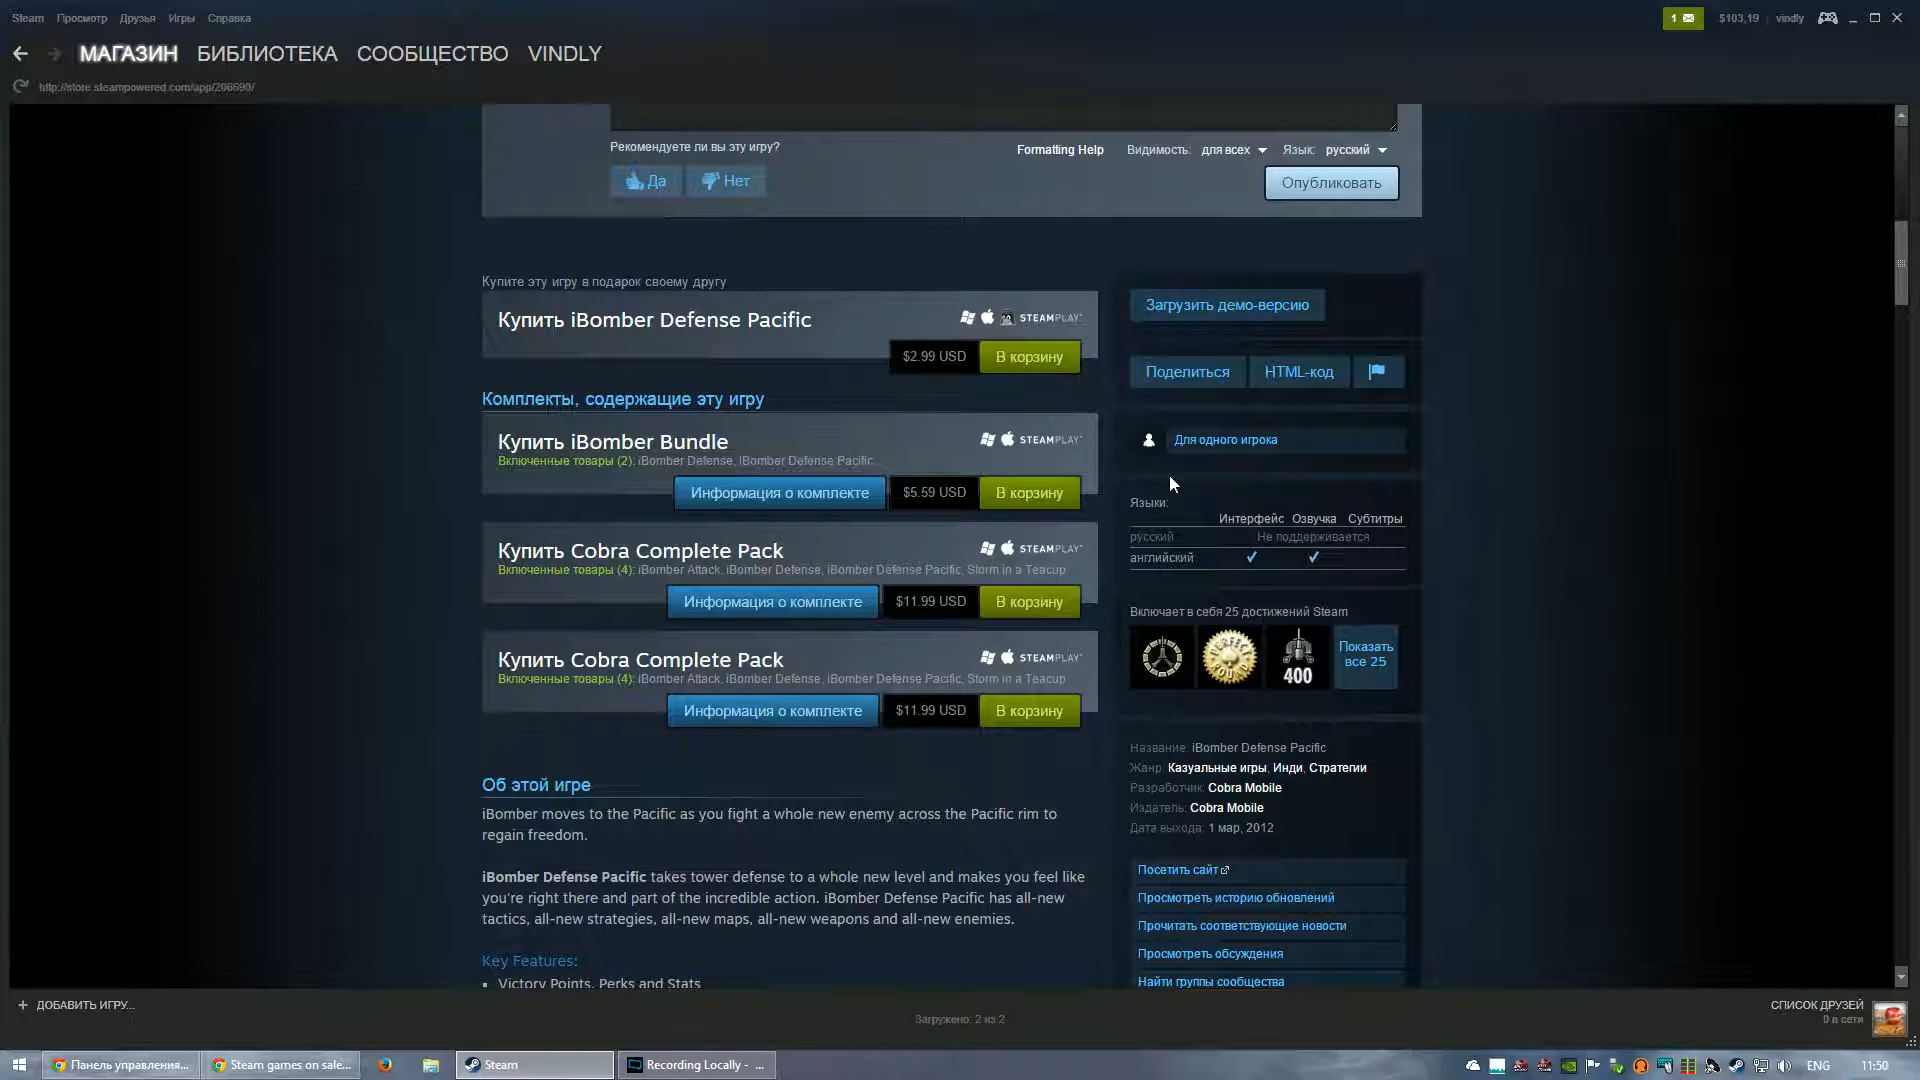 Steam Просмотр Друзья Игры Справка
1 $103,19 vindly
МАГАЗИН БИБЛИОТЕКА СООБЩЕСТВО VINDLY
http://store.steampowered.com/app/206690/
Рекомендуете ли вы эту игру?
Formatting Help Видимость: для всех Язык: русский
Да Нет
Опубликовать
Купите эту игру в подарок своему другу
Купить iBomber Defense Pacific
STEAMPLAY
$2.99 USD В корзину
Комплекты, содержащие эту игру
Купить iBomber Bundle
STEAMPLAY
Включенные товары (2): iBomber Defense, iBomber Defense Pacific
Информация о комплекте $5.59 USD В корзину
Купить Cobra Complete Pack
STEAMPLAY
Включенные товары (4): iBomber Attack, iBomber Defense, iBomber Defense Pacific, Storm in a Teacup
Информация о комплекте $11.99 USD В корзину
Купить Cobra Complete Pack
STEAMPLAY
Включенные товары (4): iBomber Attack, iBomber Defense, iBomber Defense Pacific, Storm in a Teacup
Информация о комплекте $11.99 USD В корзину
Об этой игре
iBomber moves to the Pacific as you fight a whole new enemy across the Pacific rim to
regain freedom.
iBomber Defense Pacific takes tower defense to a whole new level and makes you feel like
you're right there and part of the incredible action. iBomber Defense Pacific has all-new
tactics, all-new strategies, all-new maps, all-new weapons and all-new enemies.
Key Features:
Victory Points, Perks and Stats
Загрузить демо-версию
Поделиться HTML-код
Для одного игрока
Языки:
Интерфейс Озвучка Субтитры
русский Не поддерживается
английский
Включает в себя 25 достижений Steam
PERFECT
ROUND
400
Показать
все 25
Название: iBomber Defense Pacific
Жанр: Казуальные игры, Инди, Стратегии
Разработчик: Cobra Mobile
Издатель: Cobra Mobile
Дата выхода: 1 мар, 2012
Посетить сайт
Просмотреть историю обновлений
Прочитать соответствующие новости
Просмотреть обсуждения
Найти группы сообщества
+ ДОБАВИТЬ ИГРУ...
Загружено: 2 из 2
СПИСОК ДРУЗЕЙ
0 в сети
Панель управления... Steam games on sale... Steam Recording Locally - ...
ENG 11:50